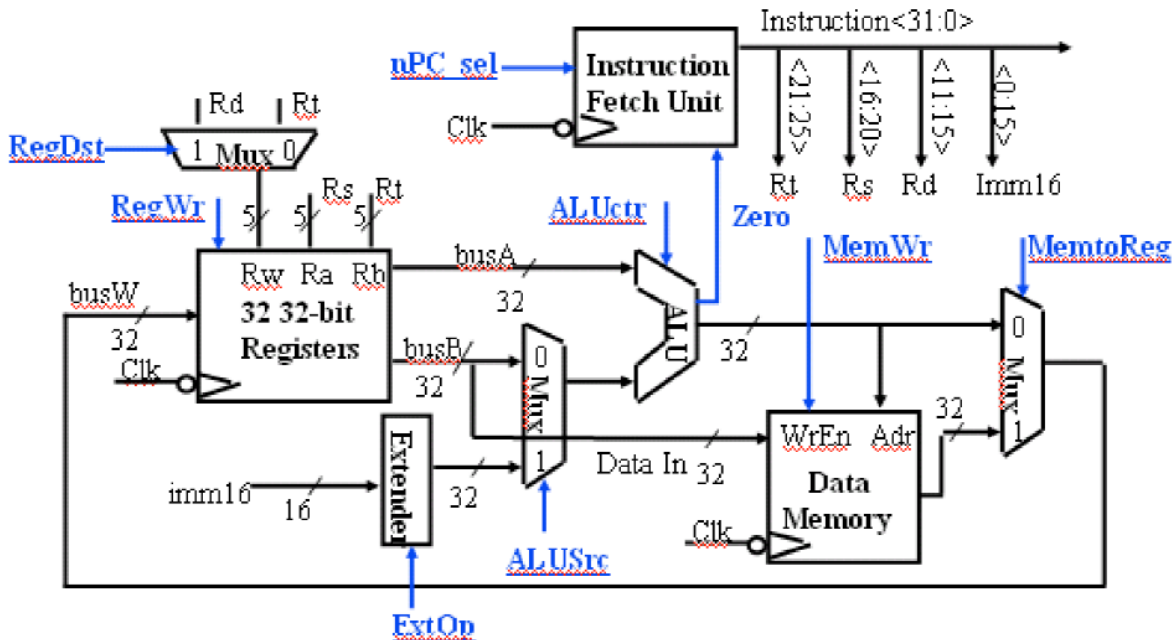 Instruction<31:0>
nPC_sel
Instruction
Fetch Unit
Clk
<21:25>
<16:20>
<11:15>
<0:15>
Rt
Rs
Rd
Imm16
Rd
Rt
RegDst
1 Mux 0
RegWr
5
5
5
Rs
Rt
ALUctr
Zero
MemWr
MemtoReg
busW
32
Rw Ra Rb
32 32-bit
Registers
Clk
busA
32
busB
32
0
Mux
1
ALU
32
0
Mux
1
imm16
16
Extender
32
Data In
32
WrEn Adr
Data
Memory
Clk
32
ALUSrc
ExtOp